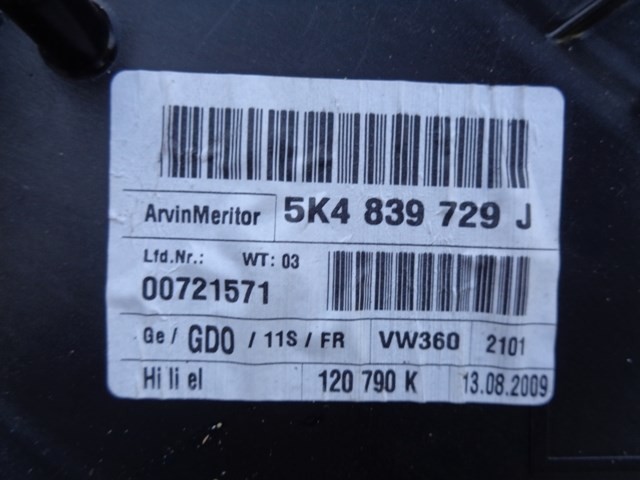 ArvinMeritor 5K4 839 729 J
Lfd.Nr.: WT: 03
00721571
Ge / GDO / 11S / FR VW360 2101
Hi li el 120 790 K 13.08.2009